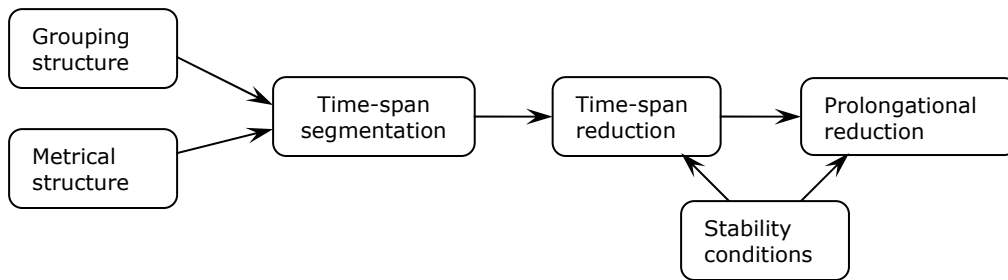 Grouping
structure
Metrical
structure
Time-span
segmentation
Time-span
reduction
Prolongational
reduction
Stability
conditions